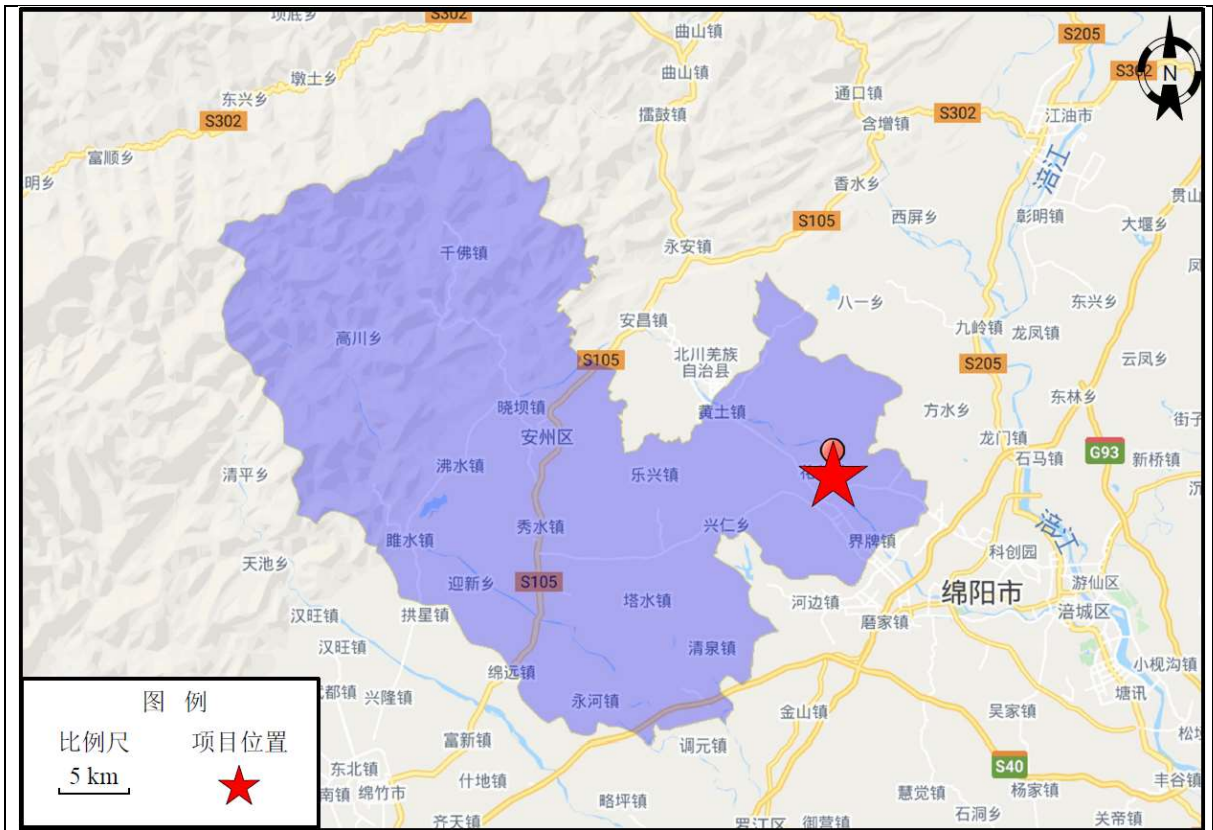 坝底乡
S302
曲山镇
S205
曲山镇
S302
N
墩土乡
东兴乡
S302
擂鼓镇
通口镇
S302
含增镇
江油市
富顺乡
明乡
涪江
香水乡
贯山
S105
西屏乡
彰明镇
大堰乡
千佛镇
永安镇
凤
八一乡
东兴乡
安昌镇
九岭镇
龙凤镇
高川乡
北川羌族
自治县
S105
S205
云凤乡
东林乡
晓坝镇
黄土镇
方水乡
街子
安州区
龙门镇
G93
沸水镇
石马镇
新桥镇
清平乡
乐兴镇
沉
秀水镇
兴仁乡
涪江
睢水镇
界牌镇
科创园
天池乡
迎新乡
S105
绵阳市
游仙区
塔水镇
河边镇
涪城区
汉旺镇
拱星镇
磨家镇
汉旺镇
清泉镇
小枧沟镇
绵远镇
塘汛
兴隆镇
永河镇
金山镇
吴家镇
松垭
富新镇
调元镇
东北镇
什地镇
S40
丰谷镇
南镇
绵竹市
略坪镇
慧觉镇
杨家镇
石洞乡
关帝镇
齐天镇
罗江区
御营镇
图 例
比例尺
项目位置
5 km